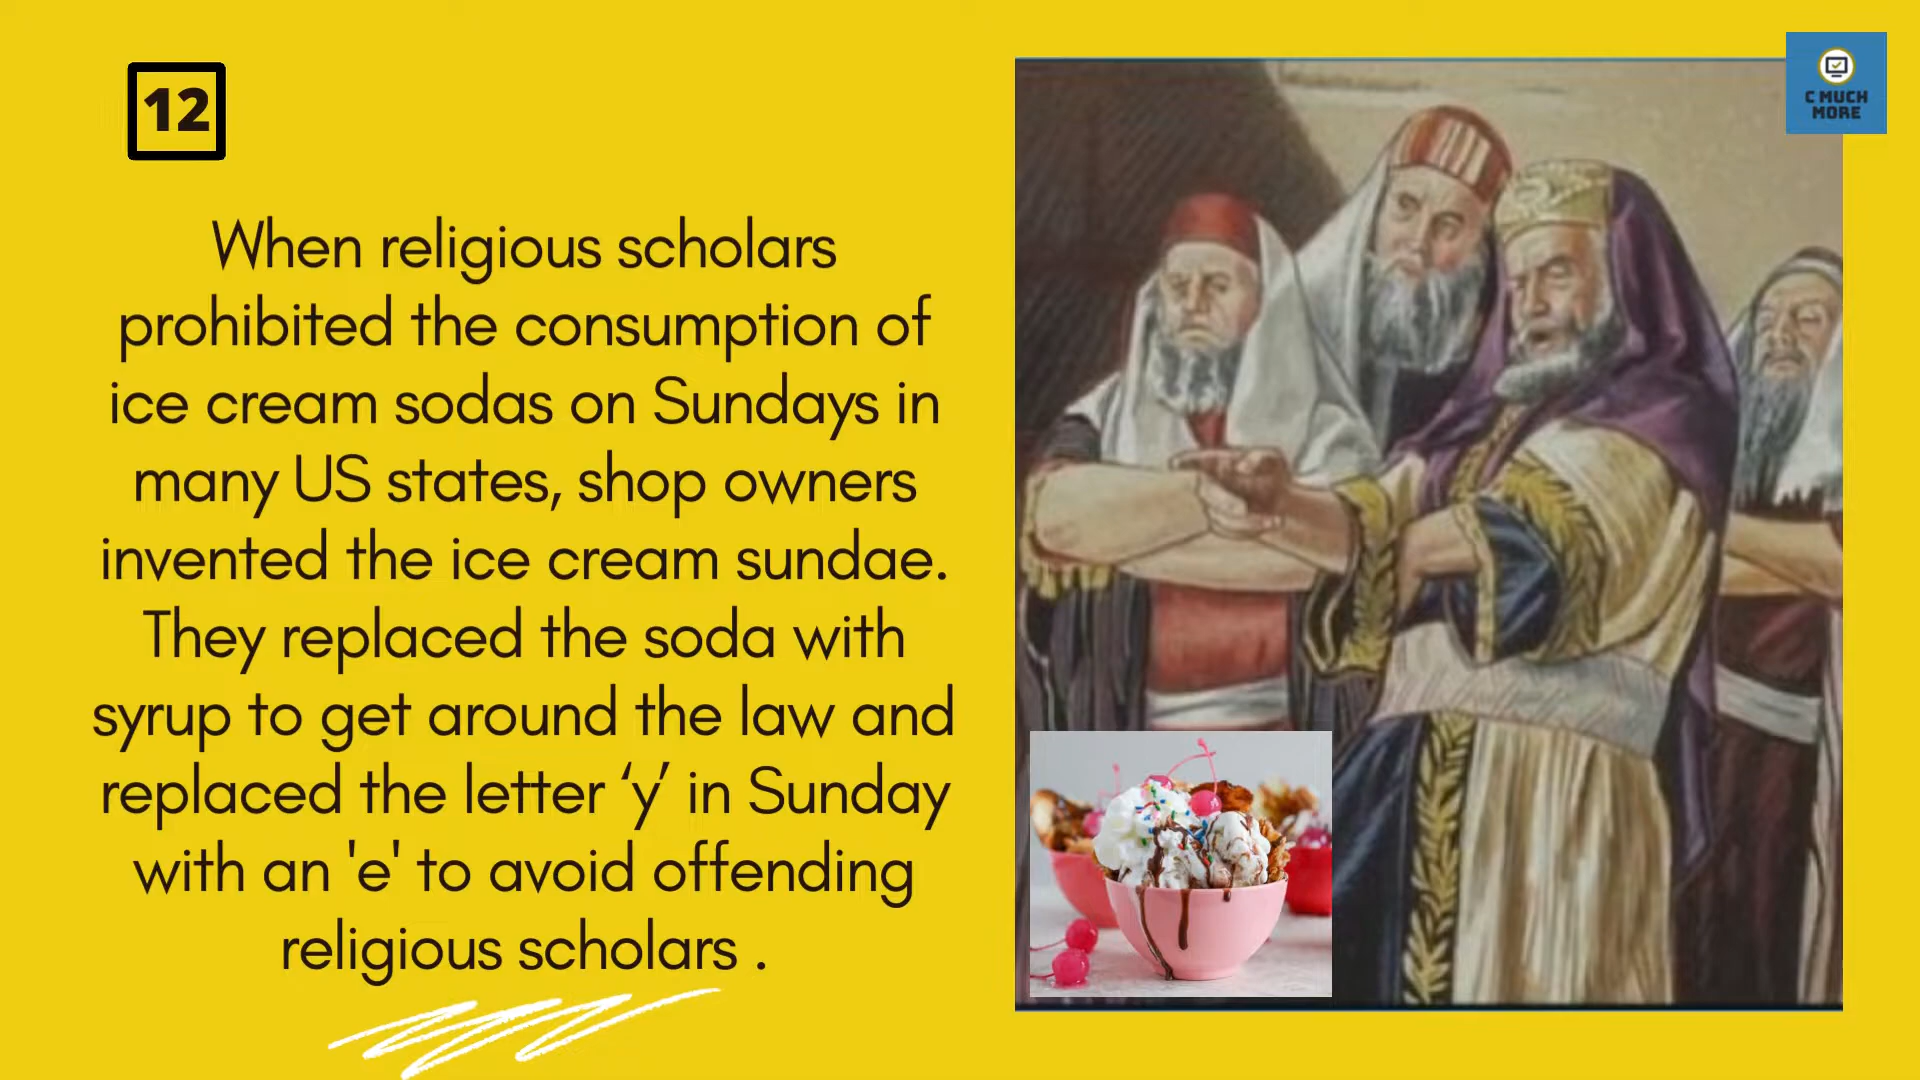 12
C MUCH
MORE
When religious scholars
prohibited the consumption of
ice cream sodas on Sundays in
many US states, shop owners
invented the ice cream sundae.
They replaced the soda with
syrup to get around the law and
replaced the letter ‘y’ in Sunday
with an 'e' to avoid offending
religious scholars .